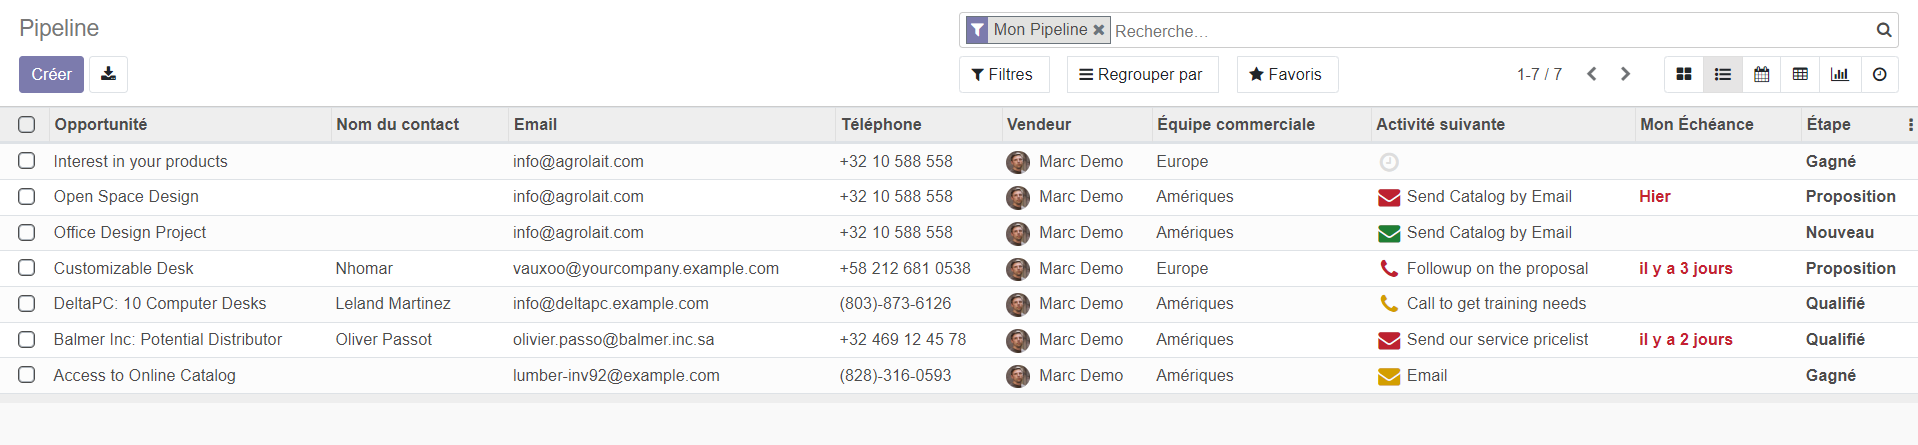 Pipeline
Mon Pipeline Recherche...
Créer
Filtres Regrouper par Favoris 1-7 / 7
Opportunité Nom du contact Email Téléphone Vendeur Équipe commerciale Activité suivante Mon Échéance Étape
Interest in your products info@agrolait.com +32 10 588 558 Marc Demo Europe Gagné
Open Space Design info@agrolait.com +32 10 588 558 Marc Demo Amériques Send Catalog by Email Hier Proposition
Office Design Project info@agrolait.com +32 10 588 558 Marc Demo Amériques Send Catalog by Email Nouveau
Customizable Desk Nhomar vauxoo@yourcompany.example.com +58 212 681 0538 Marc Demo Europe Followup on the proposal il y a 3 jours Proposition
DeltaPC: 10 Computer Desks Leland Martinez info@deltapc.example.com (803)-873-6126 Marc Demo Amériques Call to get training needs Qualifié
Balmer Inc: Potential Distributor Oliver Passot olivier.passo@balmer.inc.sa +32 469 12 45 78 Marc Demo Amériques Send our service pricelist il y a 2 jours Qualifié
Access to Online Catalog lumber-inv92@example.com (828)-316-0593 Marc Demo Amériques Email Gagné